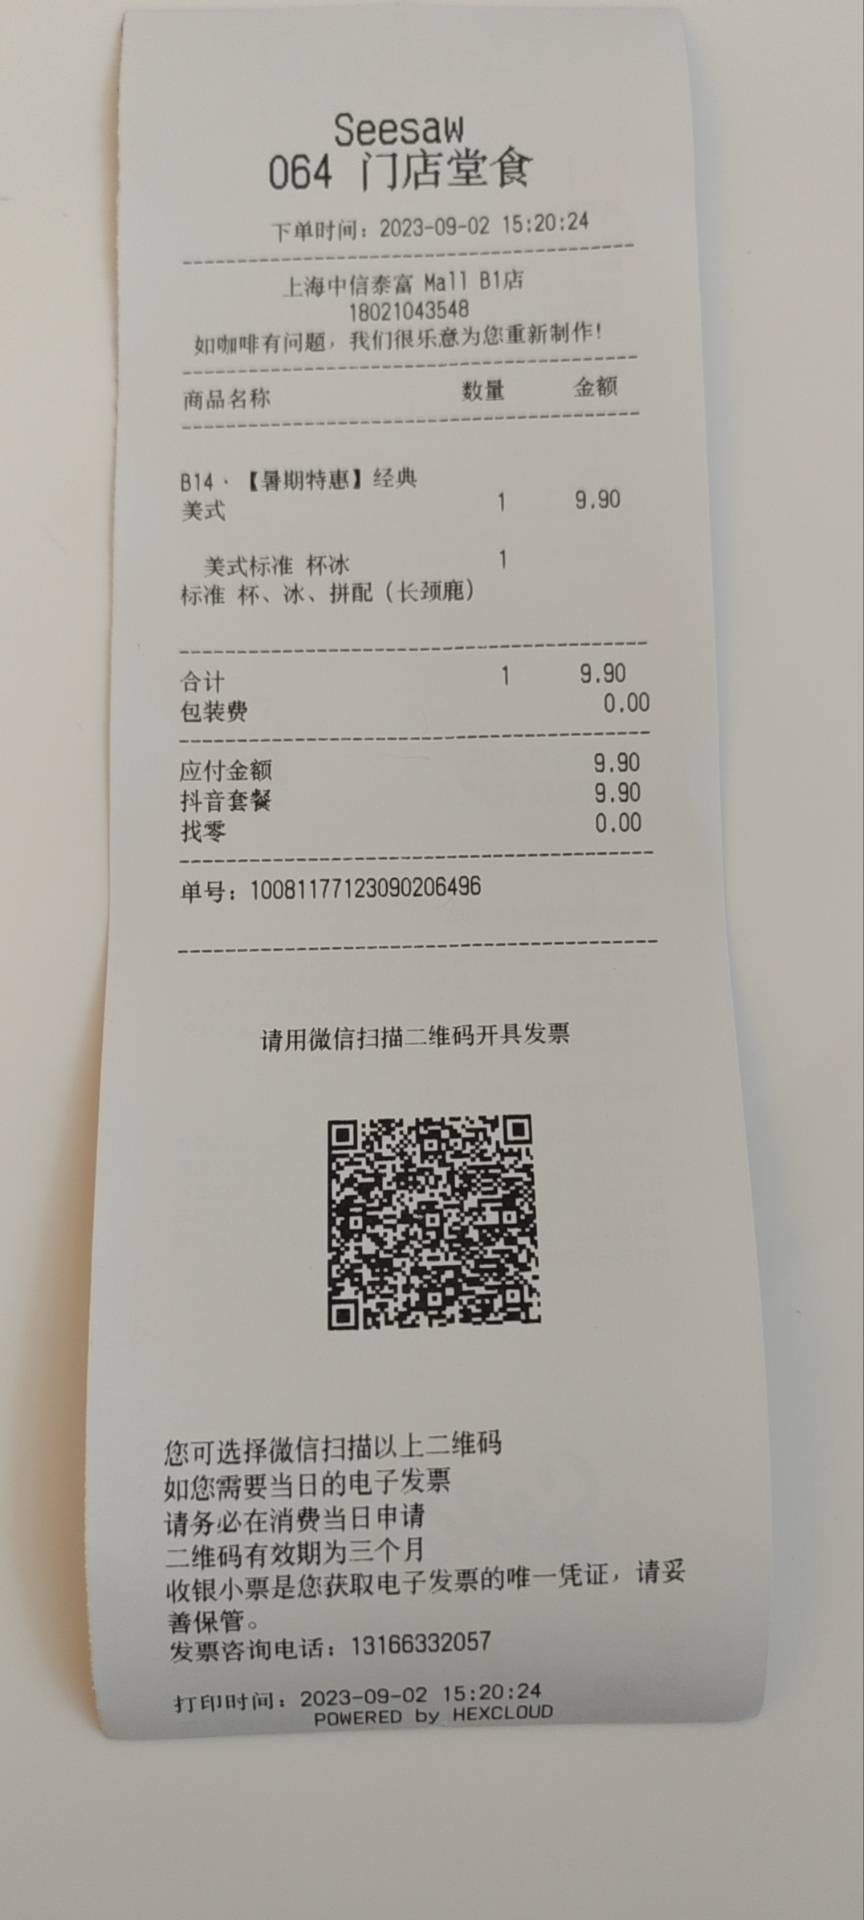 Seesaw
064 门店堂食
下单时间：2023-09-02 15:20:24
上海中信泰富 Mall B1店
18021043548
如咖啡有问题，我们很乐意为您重新制作！
商品名称 数量 金额
B14·【暑期特惠】经典
美式 1 9.90
美式标准 杯冰 1
标准 杯、冰、拼配（长颈鹿）
合计 1 9.90
包装费 0.00
应付金额 9.90
抖音套餐 9.90
找零 0.00
单号：10081177123090206496
请用微信扫描二维码开具发票
您可选择微信扫描以上二维码
如您需要当日的电子发票
请务必在消费当日申请
二维码有效期为三个月
收银小票是您获取电子发票的唯一凭证，请妥
善保管。
发票咨询电话：13166332057
打印时间：2023-09-02 15:20:24
POWERED by HEXCLOUD